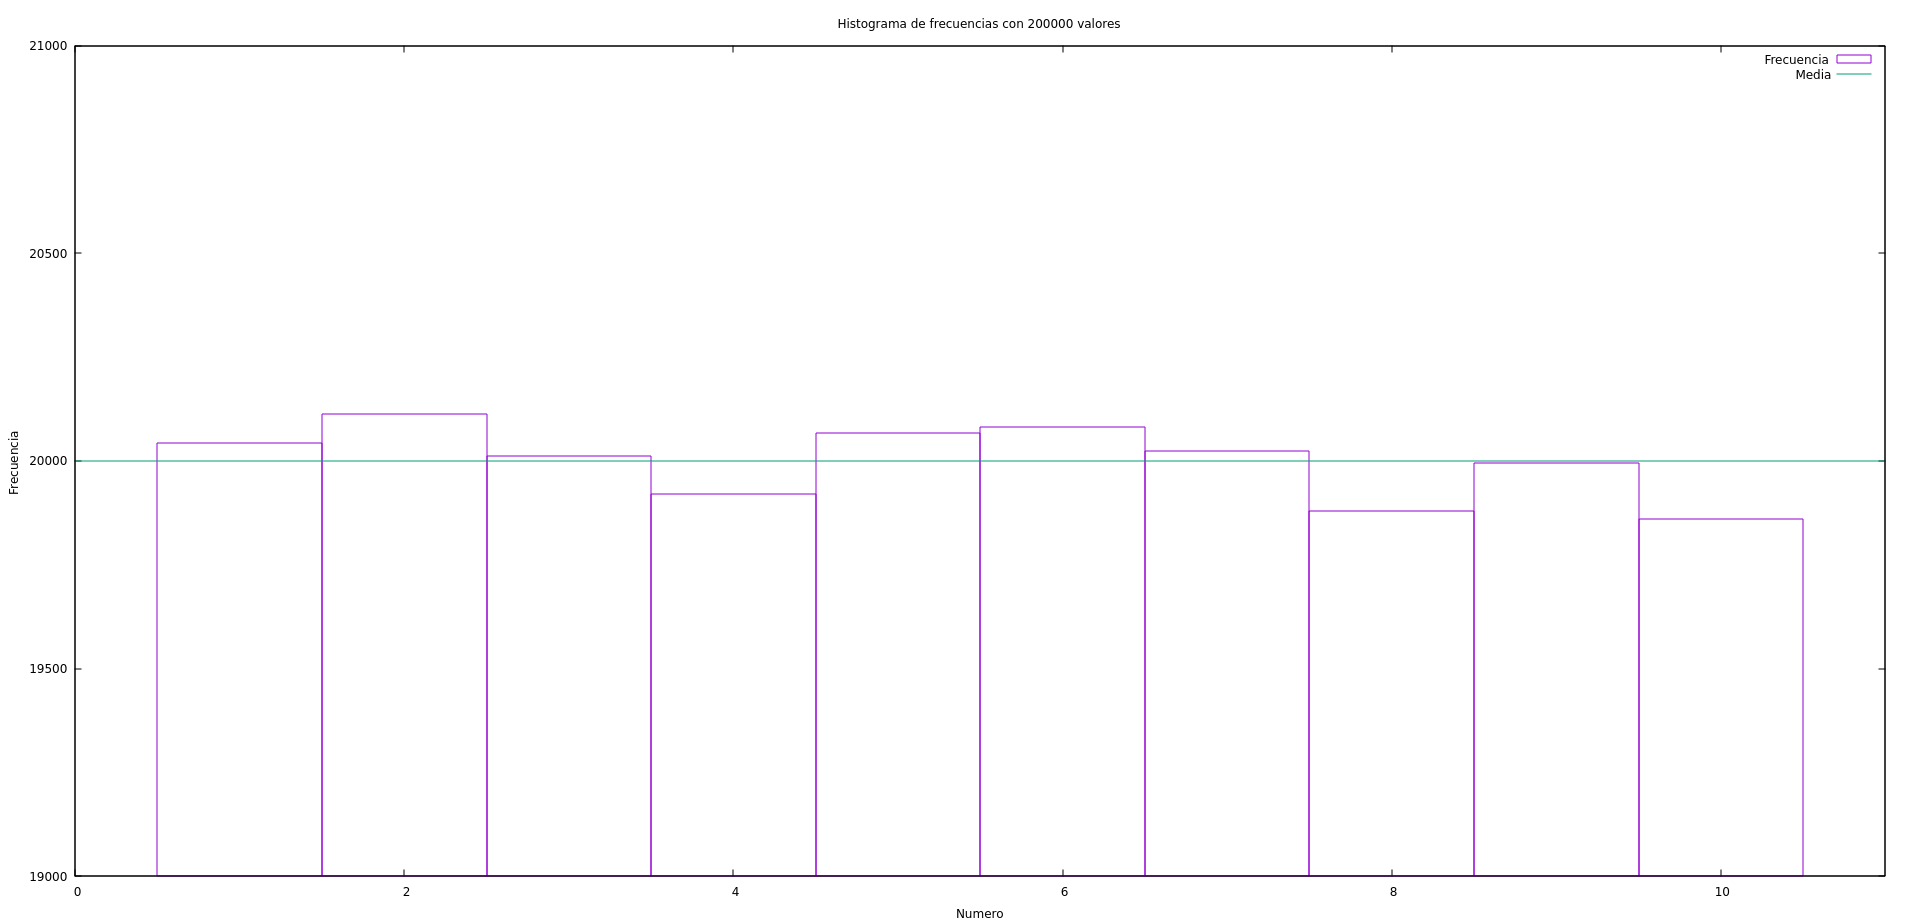 Histograma de frecuencias con 200000 valores
Frecuencia
Media
21000
20500
20000
19500
19000
Frecuencia
0 2 4 6 8 10
Numero